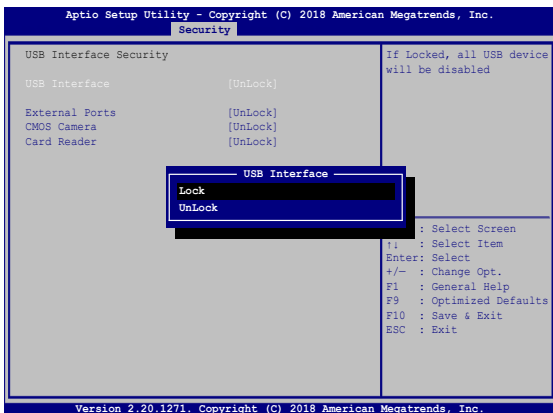 Aptio Setup Utility - Copyright (C) 2018 American Megatrends, Inc.
Security
USB Interface Security
USB Interface [UnLock]
External Ports [UnLock]
CMOS Camera [UnLock]
Card Reader [UnLock]
If Locked, all USB device
will be disabled
USB Interface
Lock
UnLock
: Select Screen
↑↓ : Select Item
Enter: Select
+/— : Change Opt.
F1 : General Help
F9 : Optimized Defaults
F10 : Save & Exit
ESC : Exit
Version 2.20.1271. Copyright (C) 2018 American Megatrends, Inc.